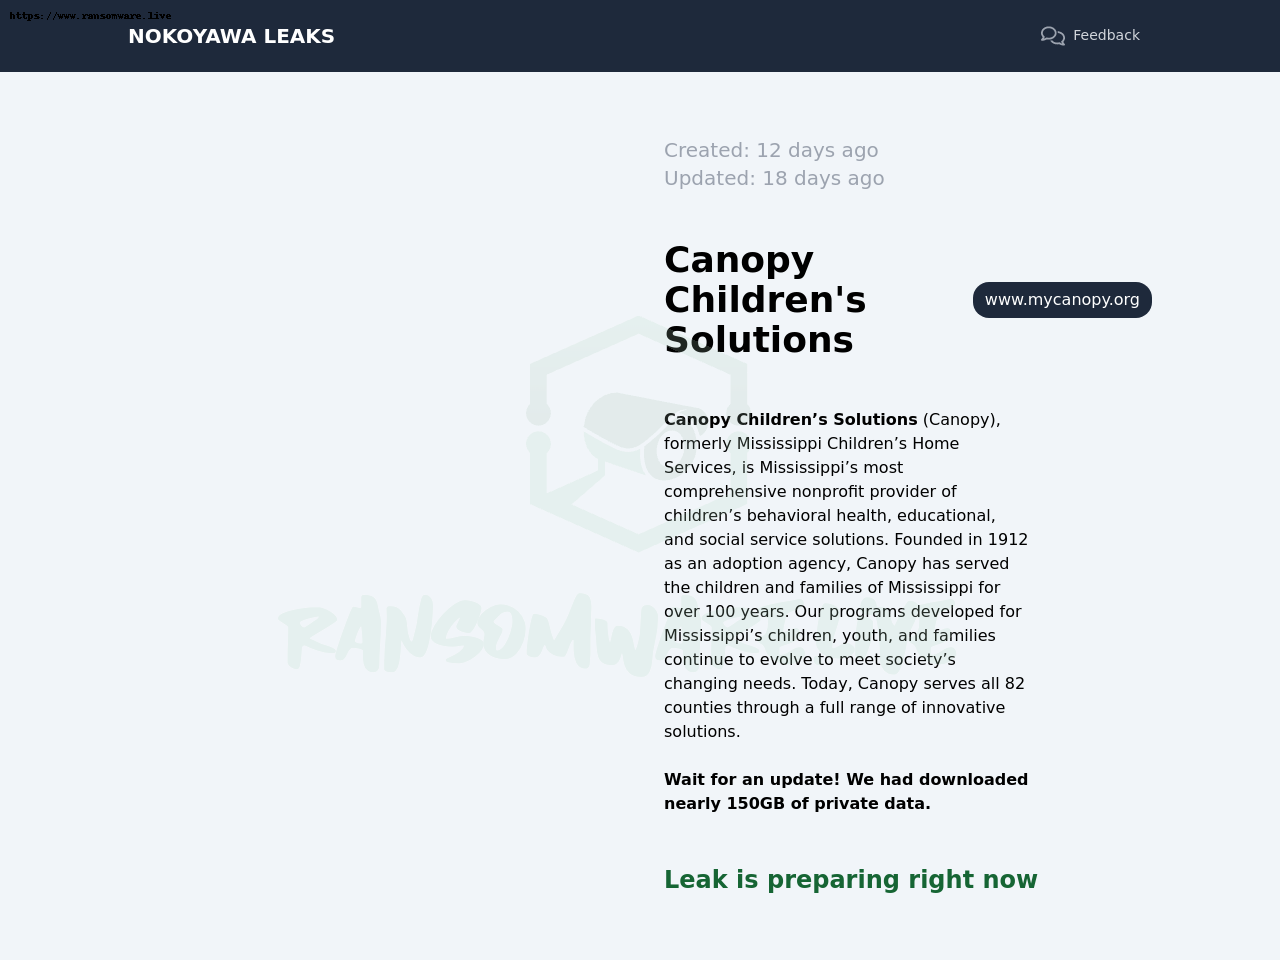 https://www.ransomware.live
NOKOYAWA LEAKS
Feedback
Created: 12 days ago
Updated: 18 days ago
Canopy
Children's
Solutions
www.mycanopy.org
Canopy Children’s Solutions (Canopy),
formerly Mississippi Children’s Home
Services, is Mississippi’s most
comprehensive nonprofit provider of
children’s behavioral health, educational,
and social service solutions. Founded in 1912
as an adoption agency, Canopy has served
the children and families of Mississippi for
over 100 years. Our programs developed for
Mississippi’s children, youth, and families
continue to evolve to meet society’s
changing needs. Today, Canopy serves all 82
counties through a full range of innovative
solutions.
Wait for an update! We had downloaded
nearly 150GB of private data.
Leak is preparing right now
RANSOMWARE.LIVE